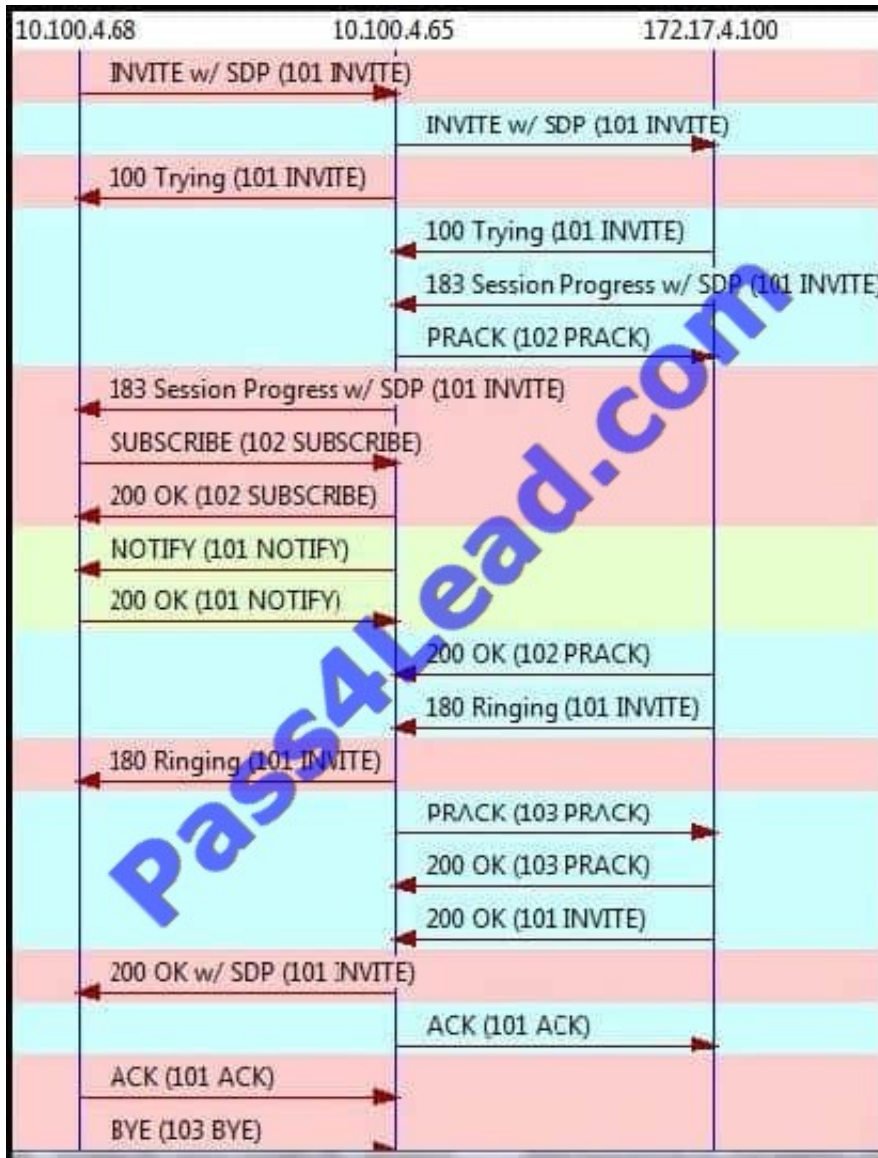 10.100.4.68 10.100.4.65 172.17.4.100
INVITE w/ SDP (101 INVITE)
INVITE w/ SDP (101 INVITE)
100 Trying (101 INVITE)
100 Trying (101 INVITE)
183 Session Progress w/ SDP (101 INVITE)
PRACK (102 PRACK)
183 Session Progress w/ SDP (101 INVITE)
SUBSCRIBE (102 SUBSCRIBE)
200 OK (102 SUBSCRIBE)
NOTIFY (101 NOTIFY)
200 OK (101 NOTIFY)
200 OK (102 PRACK)
180 Ringing (101 INVITE)
180 Ringing (101 INVITE)
PRACK (103 PRACK)
200 OK (103 PRACK)
200 OK (101 INVITE)
200 OK w/ SDP (101 INVITE)
ACK (101 ACK)
ACK (101 ACK)
BYE (103 BYE)
Pass4Lead.com